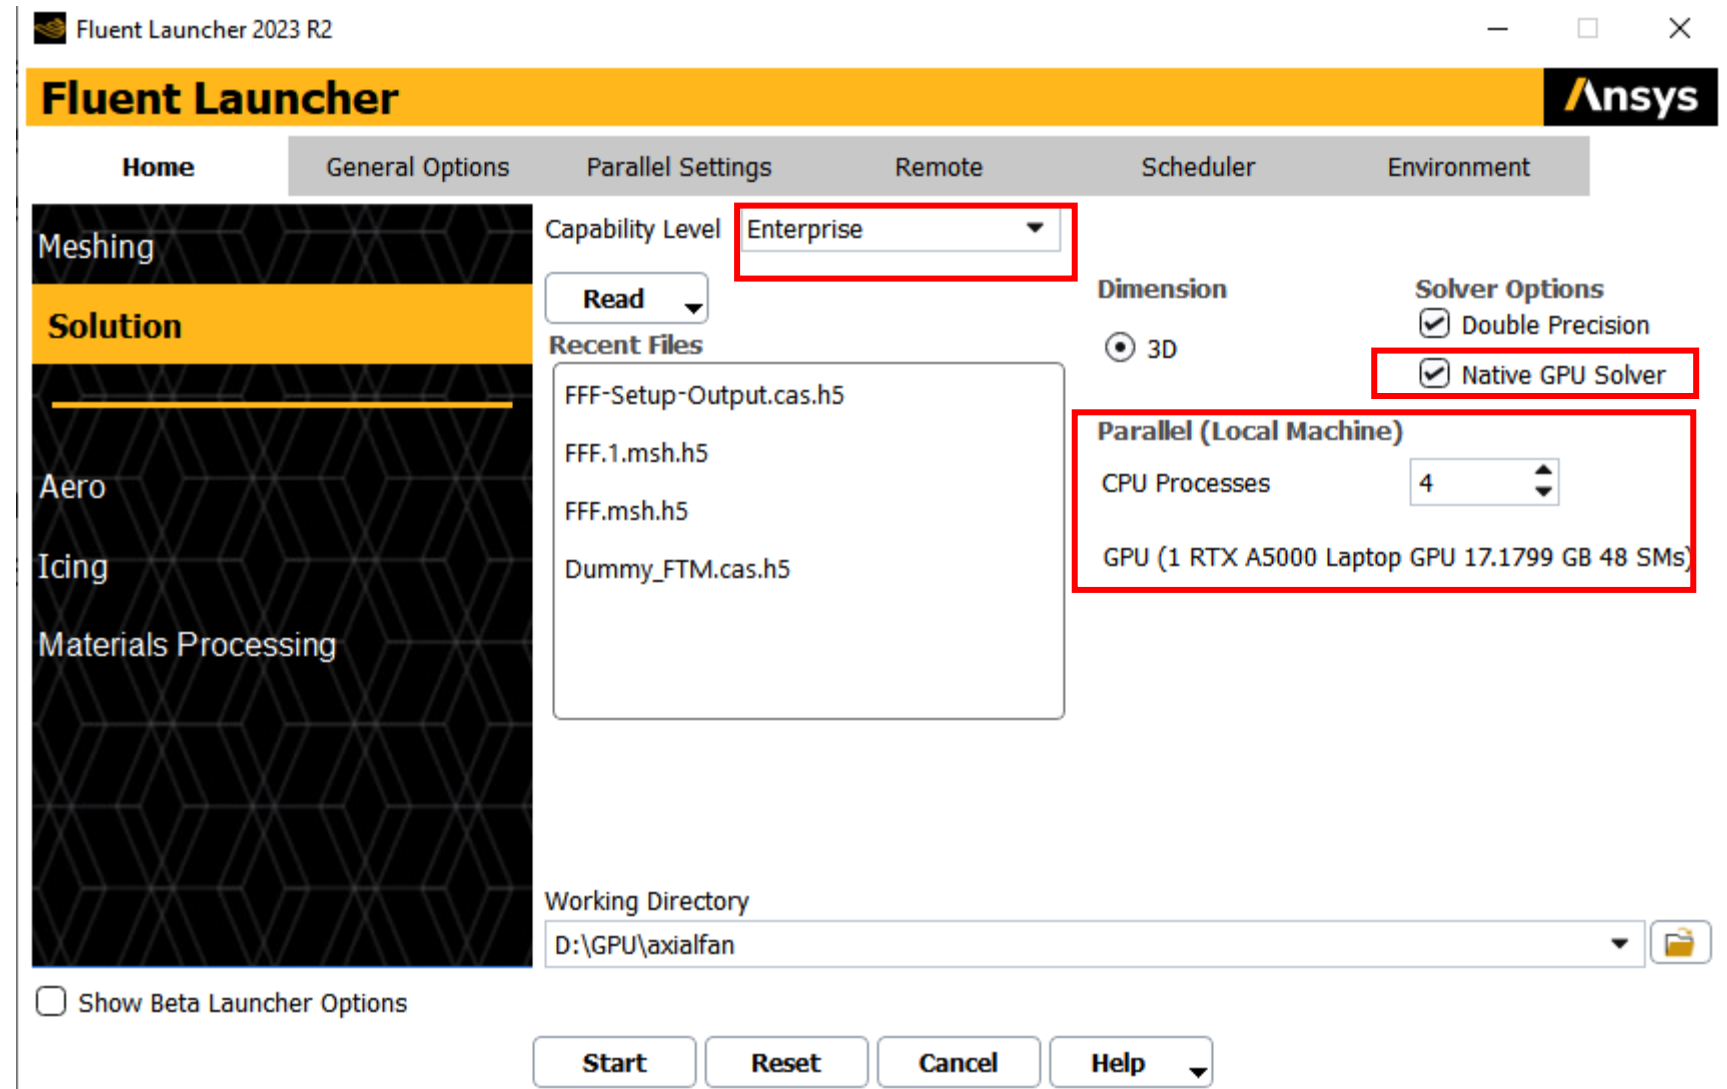 Fluent Launcher 2023 R2
Fluent Launcher
Ansys
Home
General Options
Parallel Settings
Remote
Scheduler
Environment
Meshing
Solution
Aero
Icing
Materials Processing
Capability Level
Enterprise
Read
Recent Files
FFF-Setup-Output.cas.h5
FFF.1.msh.h5
FFF.msh.h5
Dummy_FTM.cas.h5
Dimension
3D
Solver Options
Double Precision
Native GPU Solver
Parallel (Local Machine)
CPU Processes
4
GPU (1 RTX A5000 Laptop GPU 17.1799 GB 48 SMs)
Working Directory
D:\GPU\axialfan
Show Beta Launcher Options
Start
Reset
Cancel
Help